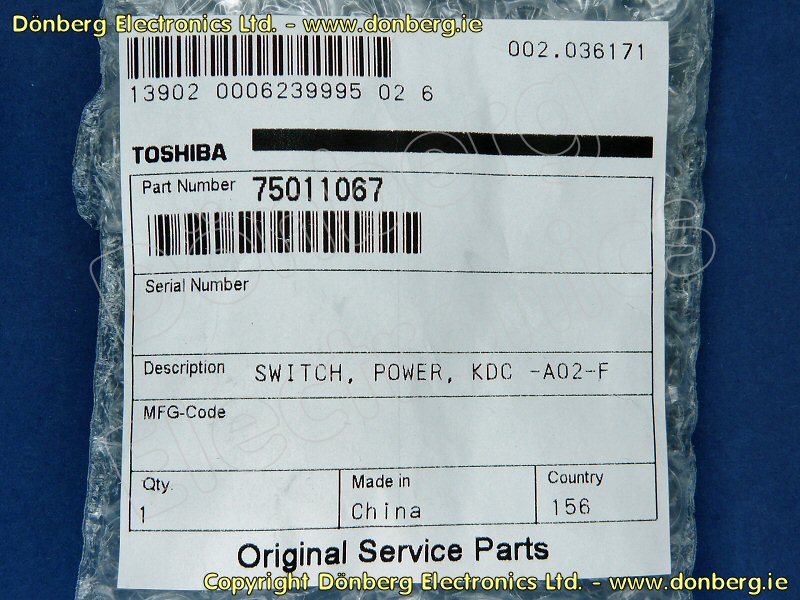 Dönberg Electronics Ltd. - www.donberg.ie
002.036171
13902 0006239995 02 6
TOSHIBA
Part Number 75011067
Serial Number
Description SWITCH, POWER, KDC -A02-F
MFG-Code
Qty. Made in Country
1 China 156
Original Service Parts
Copyright Dönberg Electronics Ltd. - www.donberg.ie
Donberg
Electronics